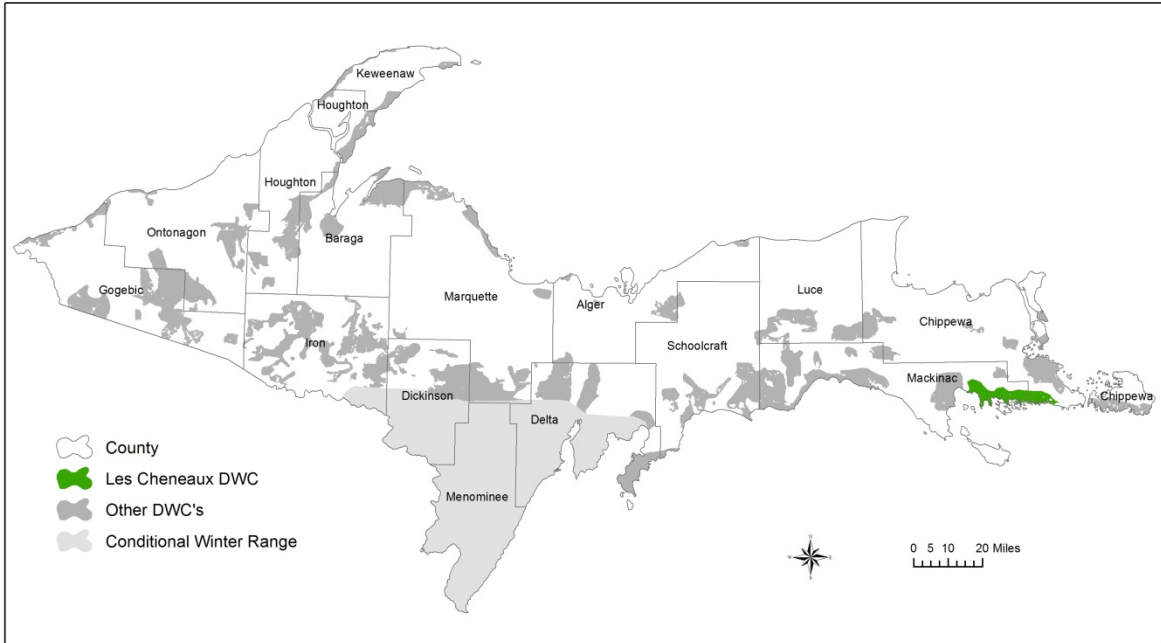 Keweenaw
Houghton
Houghton
Ontonagon
Baraga
Gogebic
Marquette
Alger
Luce
Iron
Schoolcraft
Chippewa
Dickinson
Mackinac
Chippewa
Delta
Menominee
County
Les Cheneaux DWC
Other DWC's
Conditional Winter Range
N
W E
S
0 5 10 20 Miles